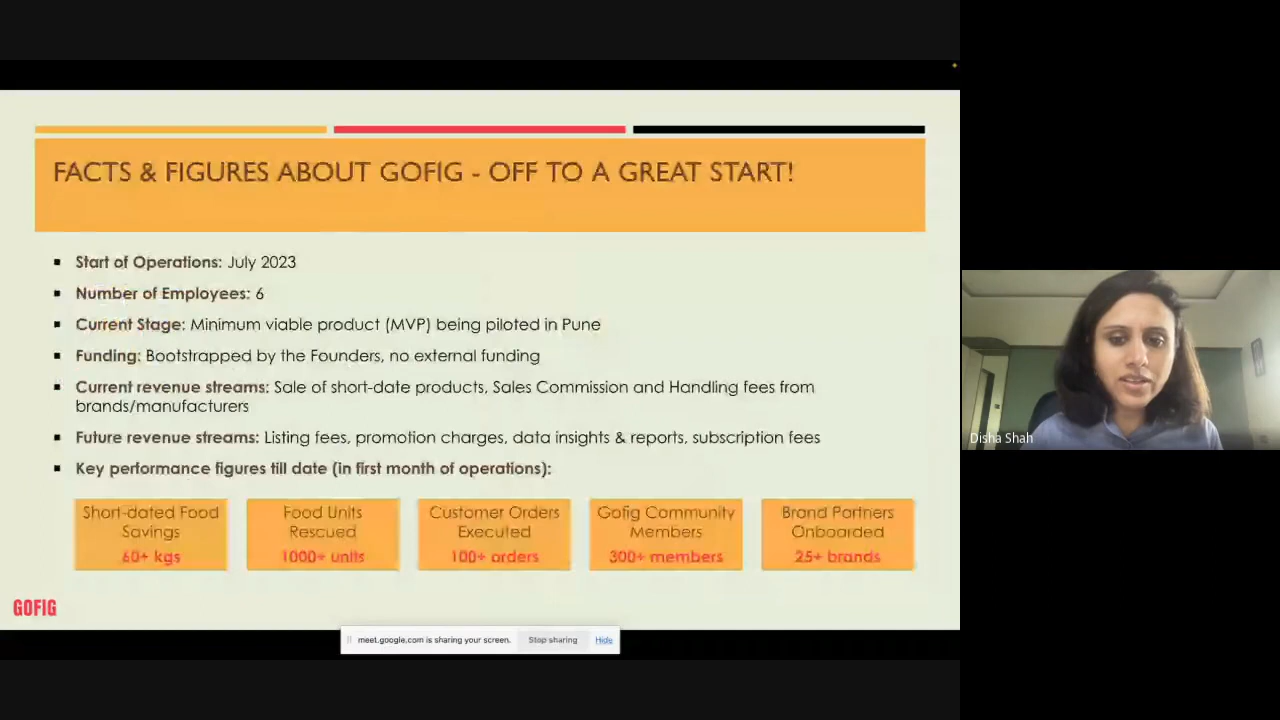 FACTS & FIGURES ABOUT GOFIG - OFF TO A GREAT START!
▪ Start of Operations: July 2023
▪ Number of Employees: 6
▪ Current Stage: Minimum viable product (MVP) being piloted in Pune
▪ Funding: Bootstrapped by the Founders, no external funding
▪ Current revenue streams: Sale of short-date products, Sales Commission and Handling fees from
brands/manufacturers
▪ Future revenue streams: Listing fees, promotion charges, data insights & reports, subscription fees
▪ Key performance figures till date (in first month of operations):
Short-dated Food
Savings
60+ kgs
Food Units
Rescued
1000+ units
Customer Orders
Executed
100+ orders
Gofig Community
Members
300+ members
Brand Partners
Onboarded
25+ brands
GOFIG
meet.google.com is sharing your screen. Stop sharing Hide
Disha Shah